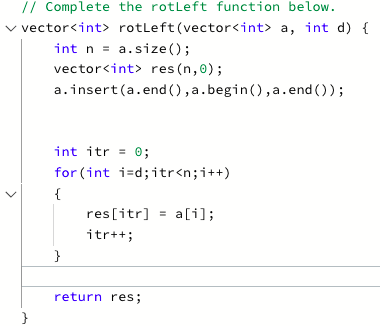 // Complete the rotLeft function below.
vector<int> rotLeft(vector<int> a, int d) {
    int n = a.size();
    vector<int> res(n,0);
    a.insert(a.end(),a.begin(),a.end());
    int itr = 0;
    for(int i=d;itr<n;i++)
    {
        res[itr] = a[i];
        itr++;
    }
    return res;
}